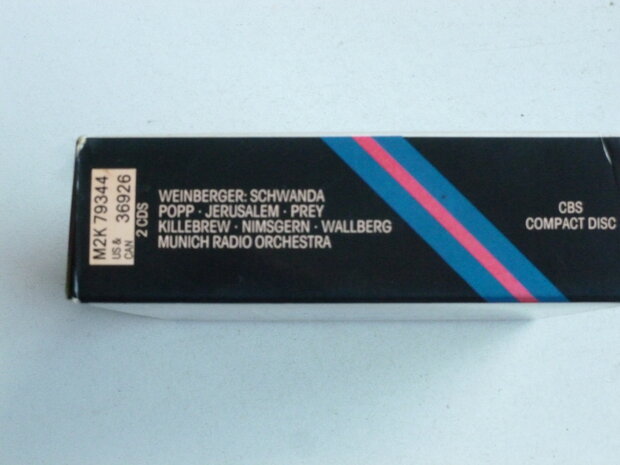 M2K 79344
US &
CAN 36926
2 CDS
WEINBERGER: SCHWANDA
POPP · JERUSALEM · PREY
KILLEBREW · NIMSGERN · WALLBERG
MUNICH RADIO ORCHESTRA
CBS
COMPACT DISC